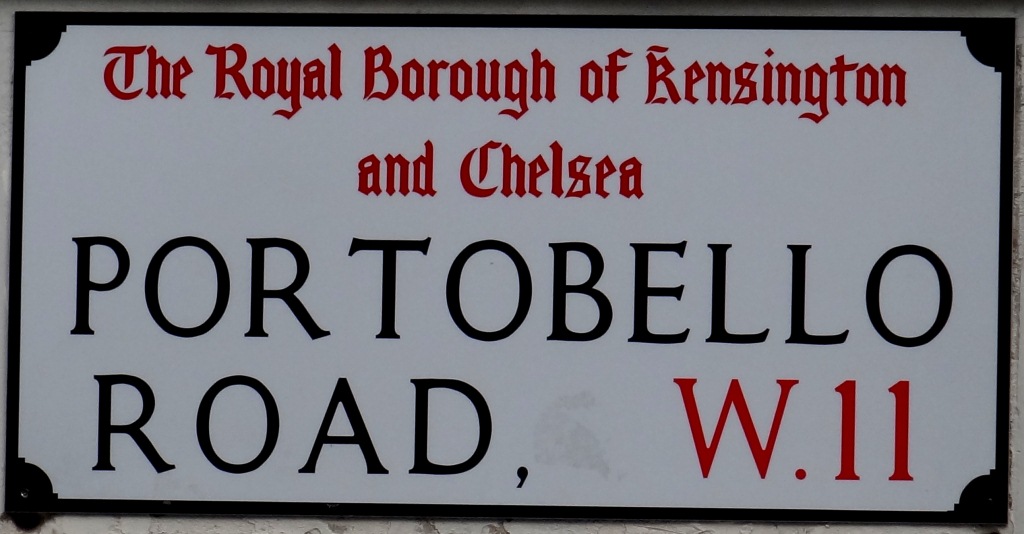 The Royal Borough of Kensington
and Chelsea
PORTOBELLO
ROAD, W.11